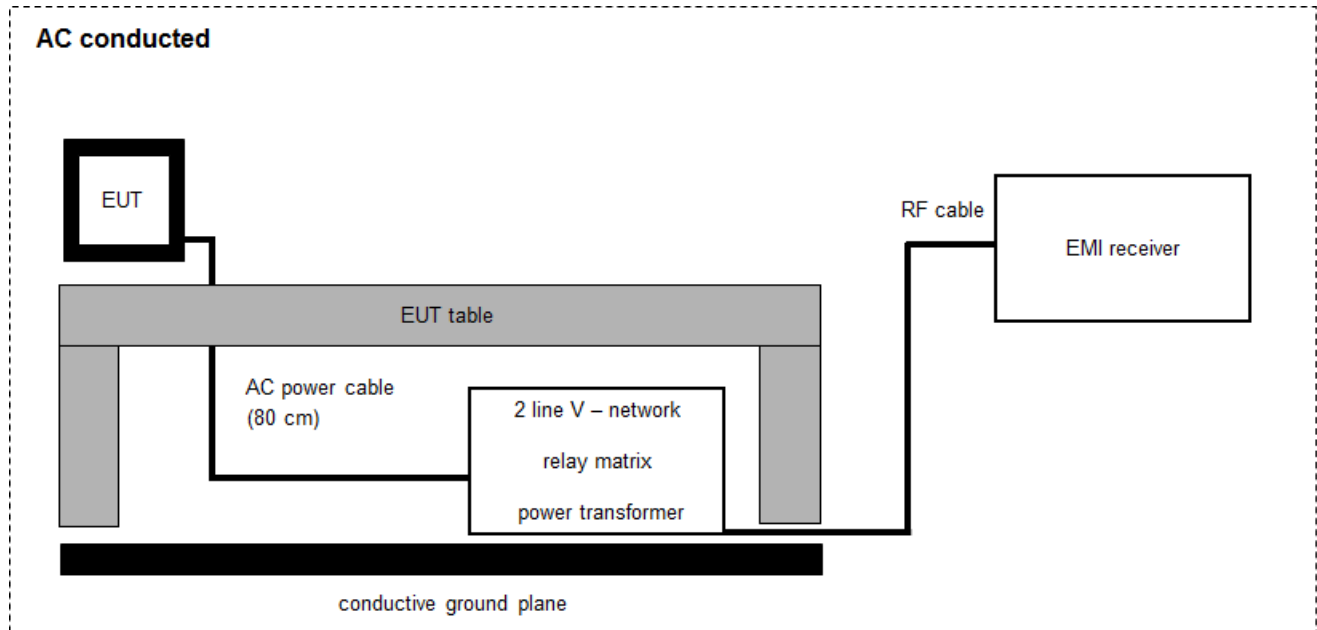 AC conducted
EUT
RF cable
EMI receiver
EUT table
AC power cable
(80 cm)
2 line V – network
relay matrix
power transformer
conductive ground plane